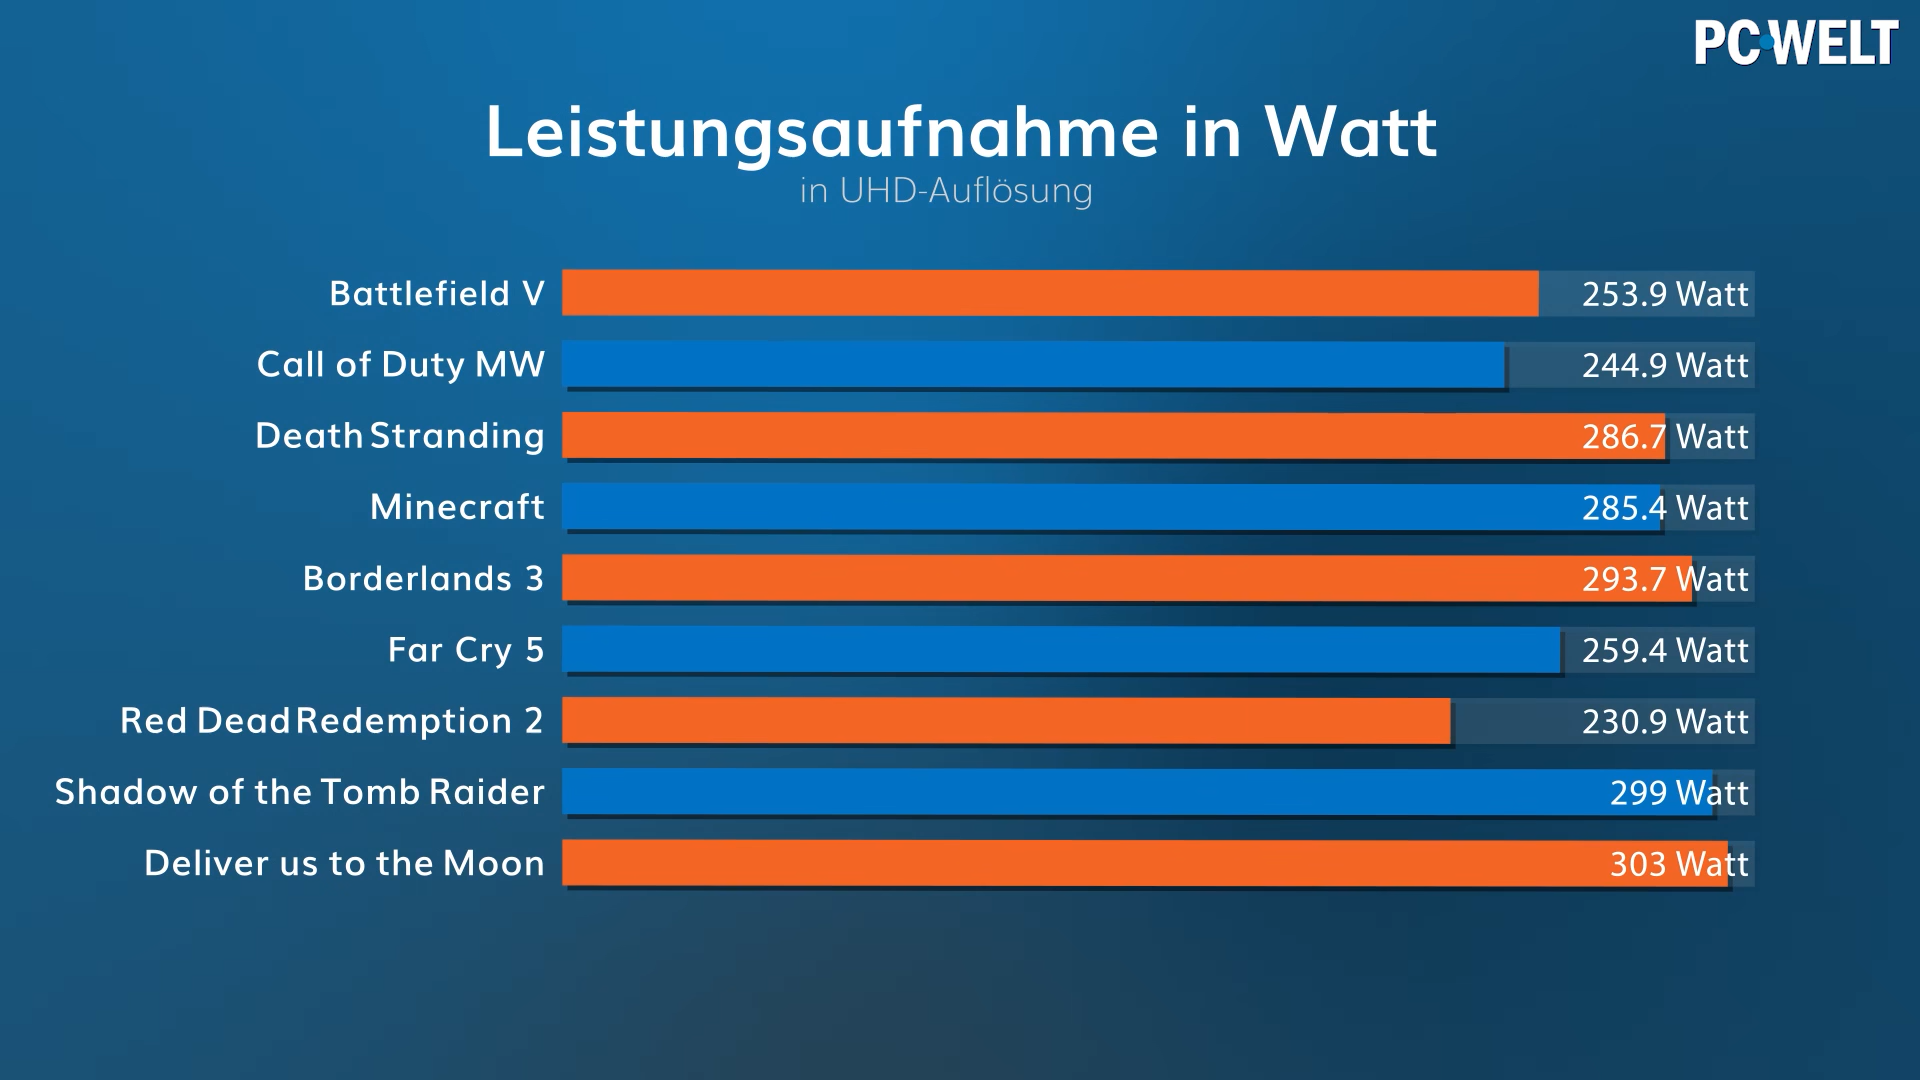 PC WELT
Leistungsaufnahme in Watt
in UHD-Auflösung
Battlefield V 253.9 Watt
Call of Duty MW 244.9 Watt
Death Stranding 286.7 Watt
Minecraft 285.4 Watt
Borderlands 3 293.7 Watt
Far Cry 5 259.4 Watt
Red Dead Redemption 2 230.9 Watt
Shadow of the Tomb Raider 299 Watt
Deliver us to the Moon 303 Watt